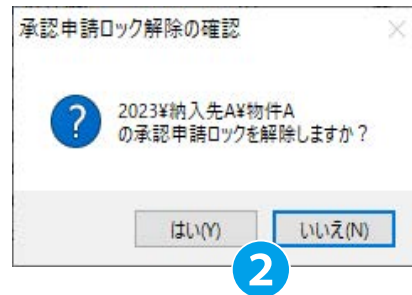 承認申請ロック解除の確認
2023¥納入先A¥物件A
の承認申請ロックを解除しますか？
はい(Y)
いいえ(N)
2